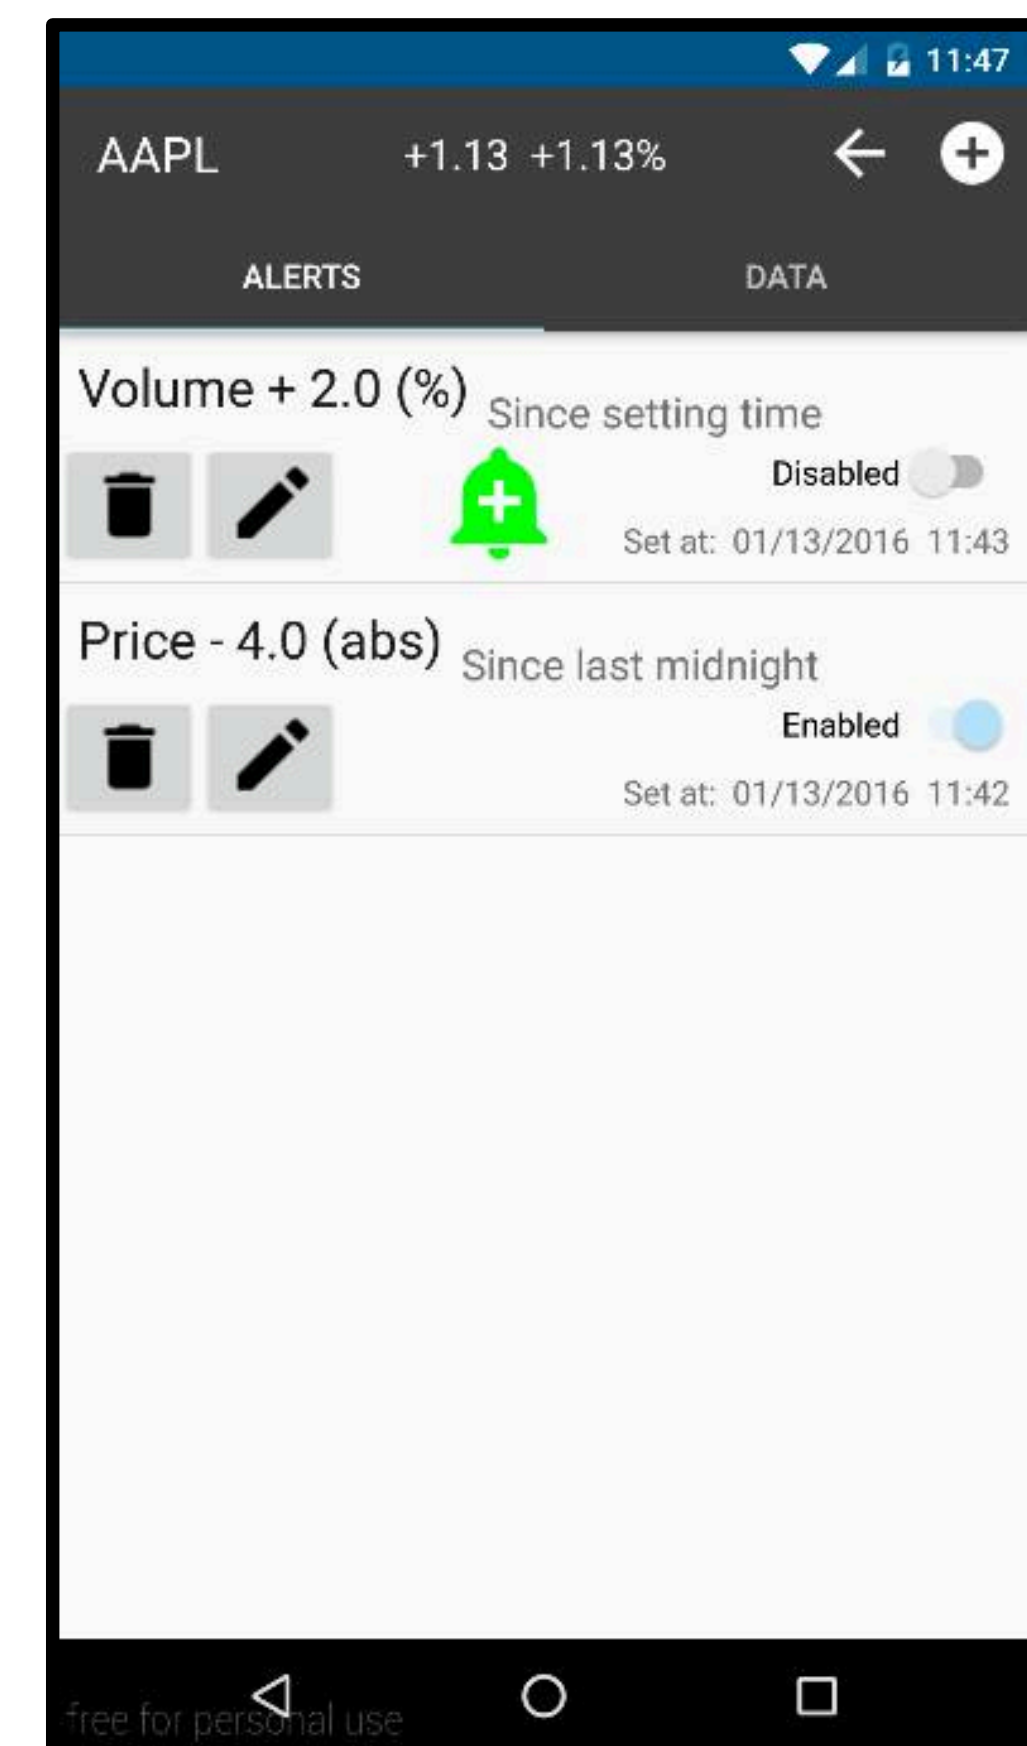 11:47
AAPL +1.13 +1.13%
ALERTS DATA
Volume + 2.0 (%) Since setting time
Disabled
Set at: 01/13/2016 11:43
Price - 4.0 (abs) Since last midnight
Enabled
Set at: 01/13/2016 11:42
free for personal use